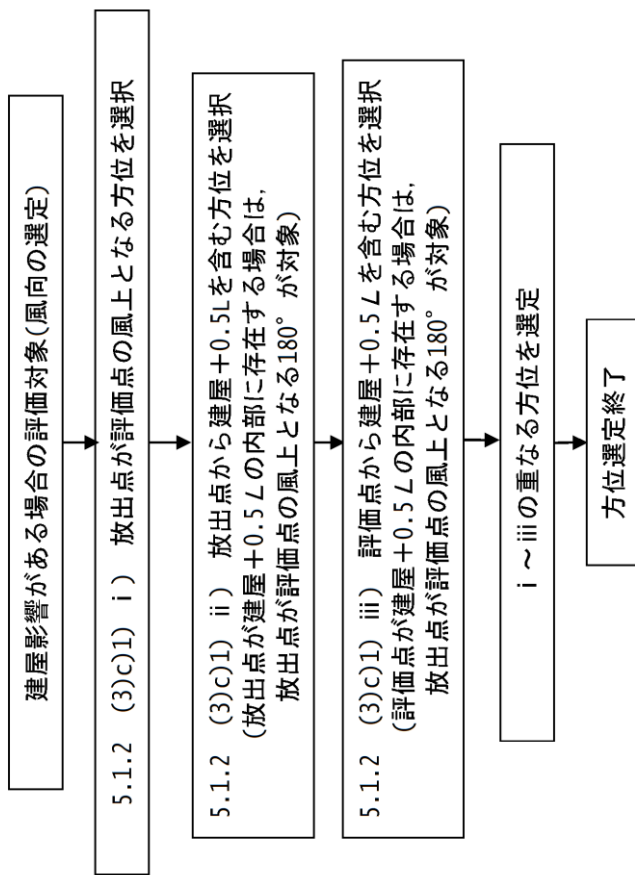 建屋影響がある場合の評価対象(風向の選定)
5.1.2 (3)c)1) ⅰ) 放出点が評価点の風上となる方位を選択
5.1.2 (3)c)1) ⅱ) 放出点から建屋+0.5Lを含む方位を選択
(放出点が建屋+0.5Lの内部に存在する場合は,
放出点が評価点の風上となる180°が対象)
5.1.2 (3)c)1) ⅲ) 評価点から建屋+0.5Lを含む方位を選択
(評価点が建屋+0.5Lの内部に存在する場合は,
放出点が評価点の風上となる180°が対象)
ⅰ~ⅲの重なる方位を選定
方位選定終了